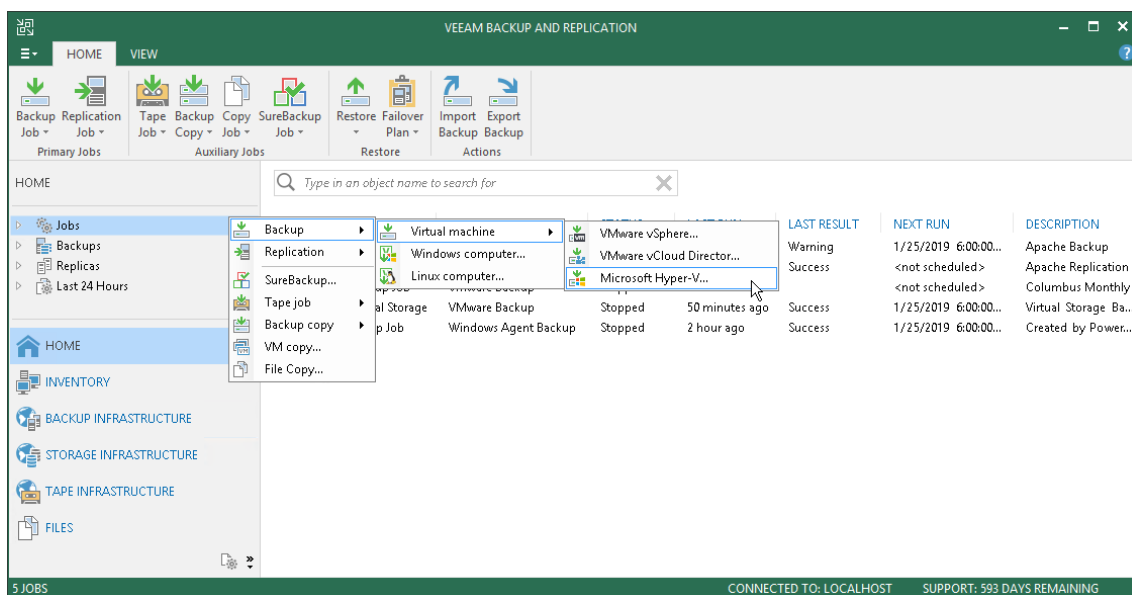 VEEAM BACKUP AND REPLICATION
HOME VIEW
Backup Job
Replication Job
Primary Jobs
Tape Job
Backup Copy
Copy Job
SureBackup Job
Auxiliary Jobs
Restore
Failover Plan
Restore
Import Backup
Export Backup
Actions
HOME
Type in an object name to search for
Jobs
Backups
Replicas
Last 24 Hours
Backup
Replication
SureBackup...
Tape job
Backup copy
VM copy...
File Copy...
Virtual machine
Windows computer...
Linux computer...
VMware vSphere...
VMware vCloud Director...
Microsoft Hyper-V...
LAST RESULT NEXT RUN DESCRIPTION
Warning 1/25/2019 6:00:00... Apache Backup
Success <not scheduled> Apache Replication
<not scheduled> Columbus Monthly
al Storage VMware Backup Stopped 50 minutes ago Success 1/25/2019 6:00:00... Virtual Storage Ba...
p Job Windows Agent Backup Stopped 2 hour ago Success 1/25/2019 6:00:00... Created by Power...
HOME
INVENTORY
BACKUP INFRASTRUCTURE
STORAGE INFRASTRUCTURE
TAPE INFRASTRUCTURE
FILES
5 JOBS CONNECTED TO: LOCALHOST SUPPORT: 593 DAYS REMAINING